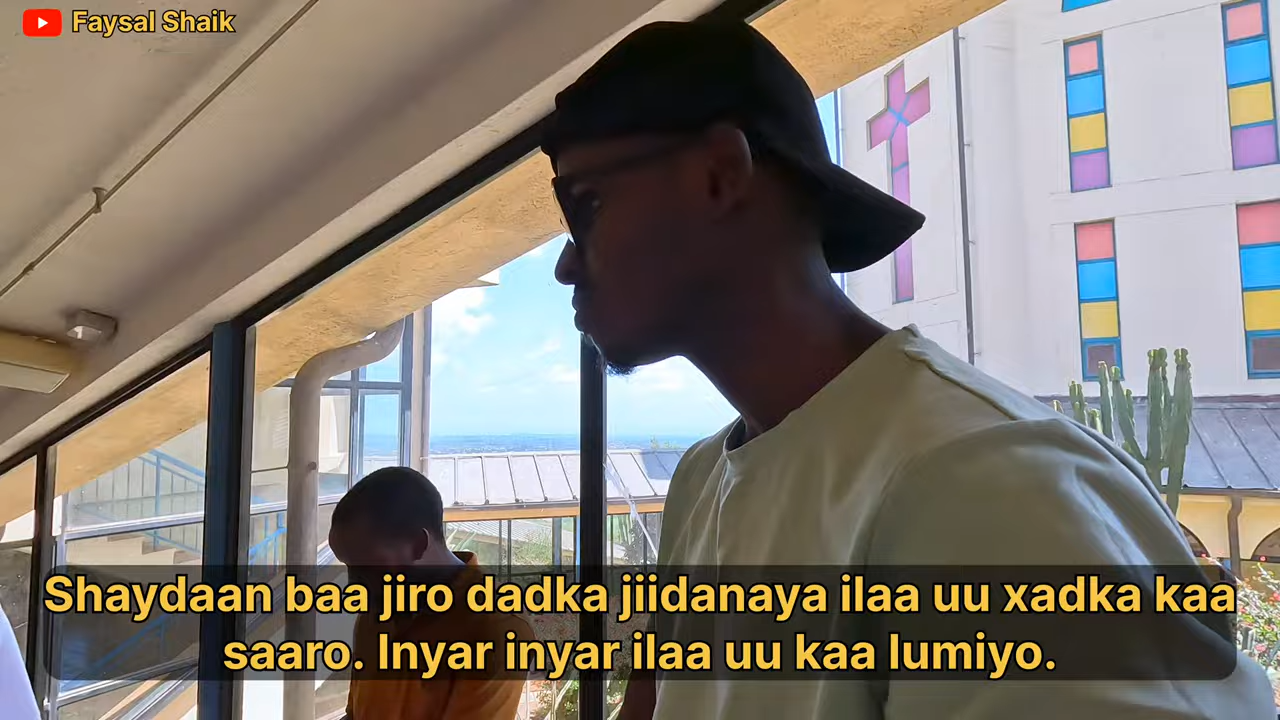 Faysal Shaik
Shaydaan baa jiro dadka jiidanaya ilaa uu xadka kaa
saaro. Inyar inyar ilaa uu kaa lumiyo.